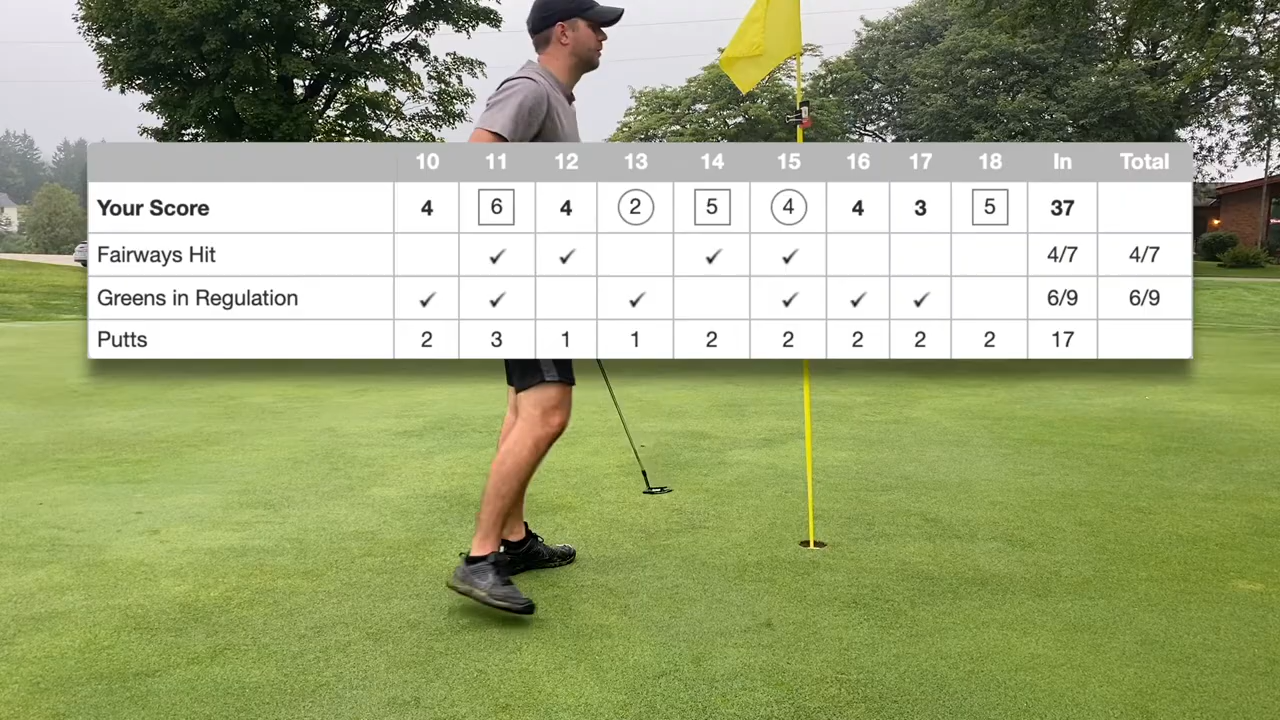 10 11 12 13 14 15 16 17 18 In Total
Your Score 4 6 4 2 5 4 4 3 5 37
Fairways Hit ✓ ✓ ✓ ✓ 4/7 4/7
Greens in Regulation ✓ ✓ ✓ ✓ ✓ ✓ 6/9 6/9
Putts 2 3 1 1 2 2 2 2 2 17